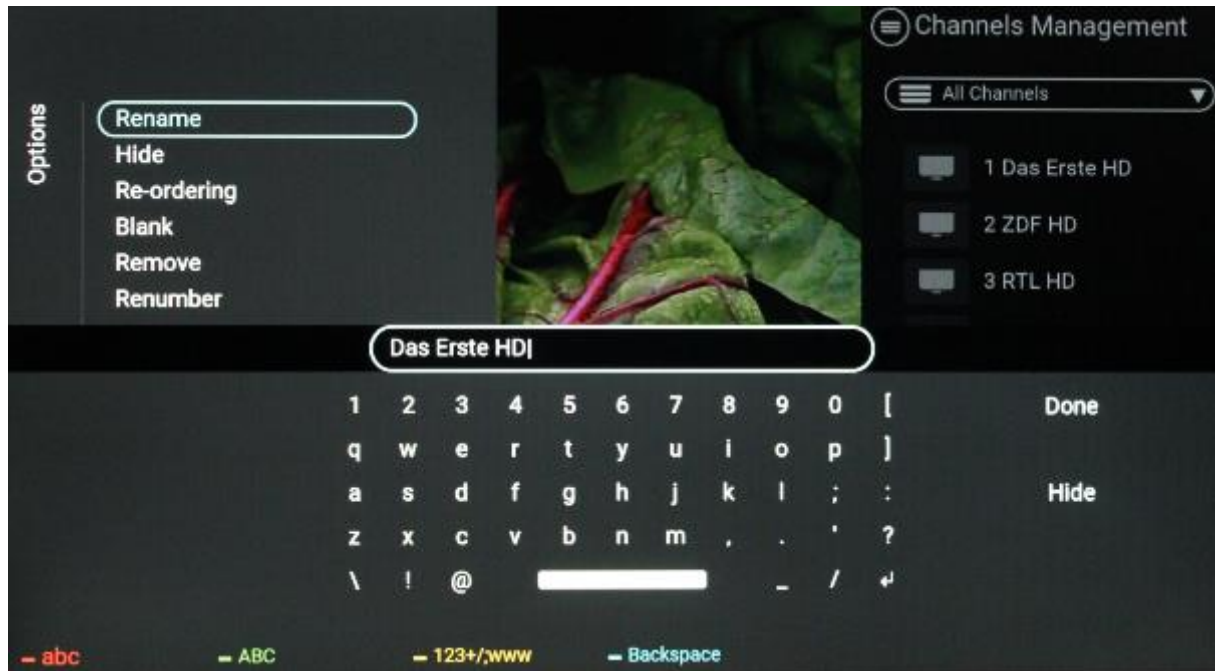 Channels Management
All Channels
1 Das Erste HD
2 ZDF HD
3 RTL HD
Options
Rename
Hide
Re-ordering
Blank
Remove
Renumber
Das Erste HD
1 2 3 4 5 6 7 8 9 0 [
q w e r t y u i o p ]
a s d f g h j k l ; :
z x c v b n m , . ' ?
\ ! @ _ / ↵
Done
Hide
abc
ABC
123+/;www
Backspace